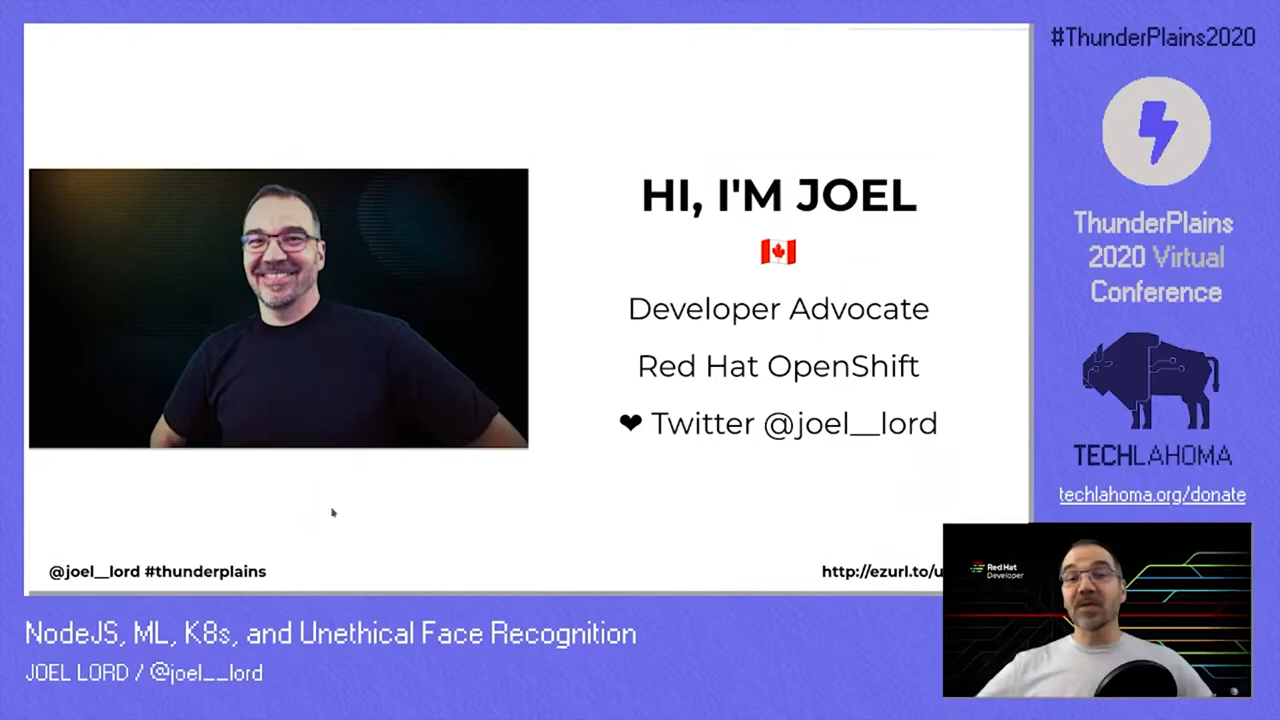 HI, I'M JOEL
Developer Advocate
Red Hat OpenShift
❤ Twitter @joel__lord
@joel__lord #thunderplains
http://ezurl.to/u
#ThunderPlains2020
ThunderPlains
2020 Virtual
Conference
TECHLAHOMA
techlahoma.org/donate
Red Hat
Developer
NodeJS, ML, K8s, and Unethical Face Recognition
JOEL LORD / @joel__lord